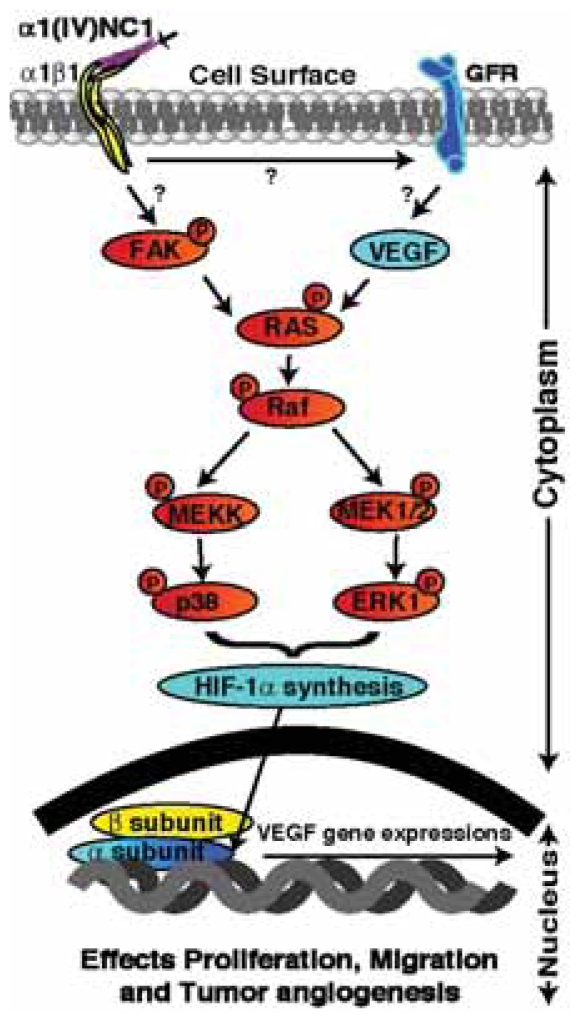 α1(IV)NC1
α1β1
Cell Surface
GFR
?
?
?
FAK
P
VEGF
P
RAS
P
Raf
P
MEKK
P
MEK1/2
P
p38
P
ERK1
HIF-1α synthesis
Cytoplasm
β subunit
α subunit
VEGF gene expressions
Nucleus
Effects Proliferation, Migration
and Tumor angiogenesis